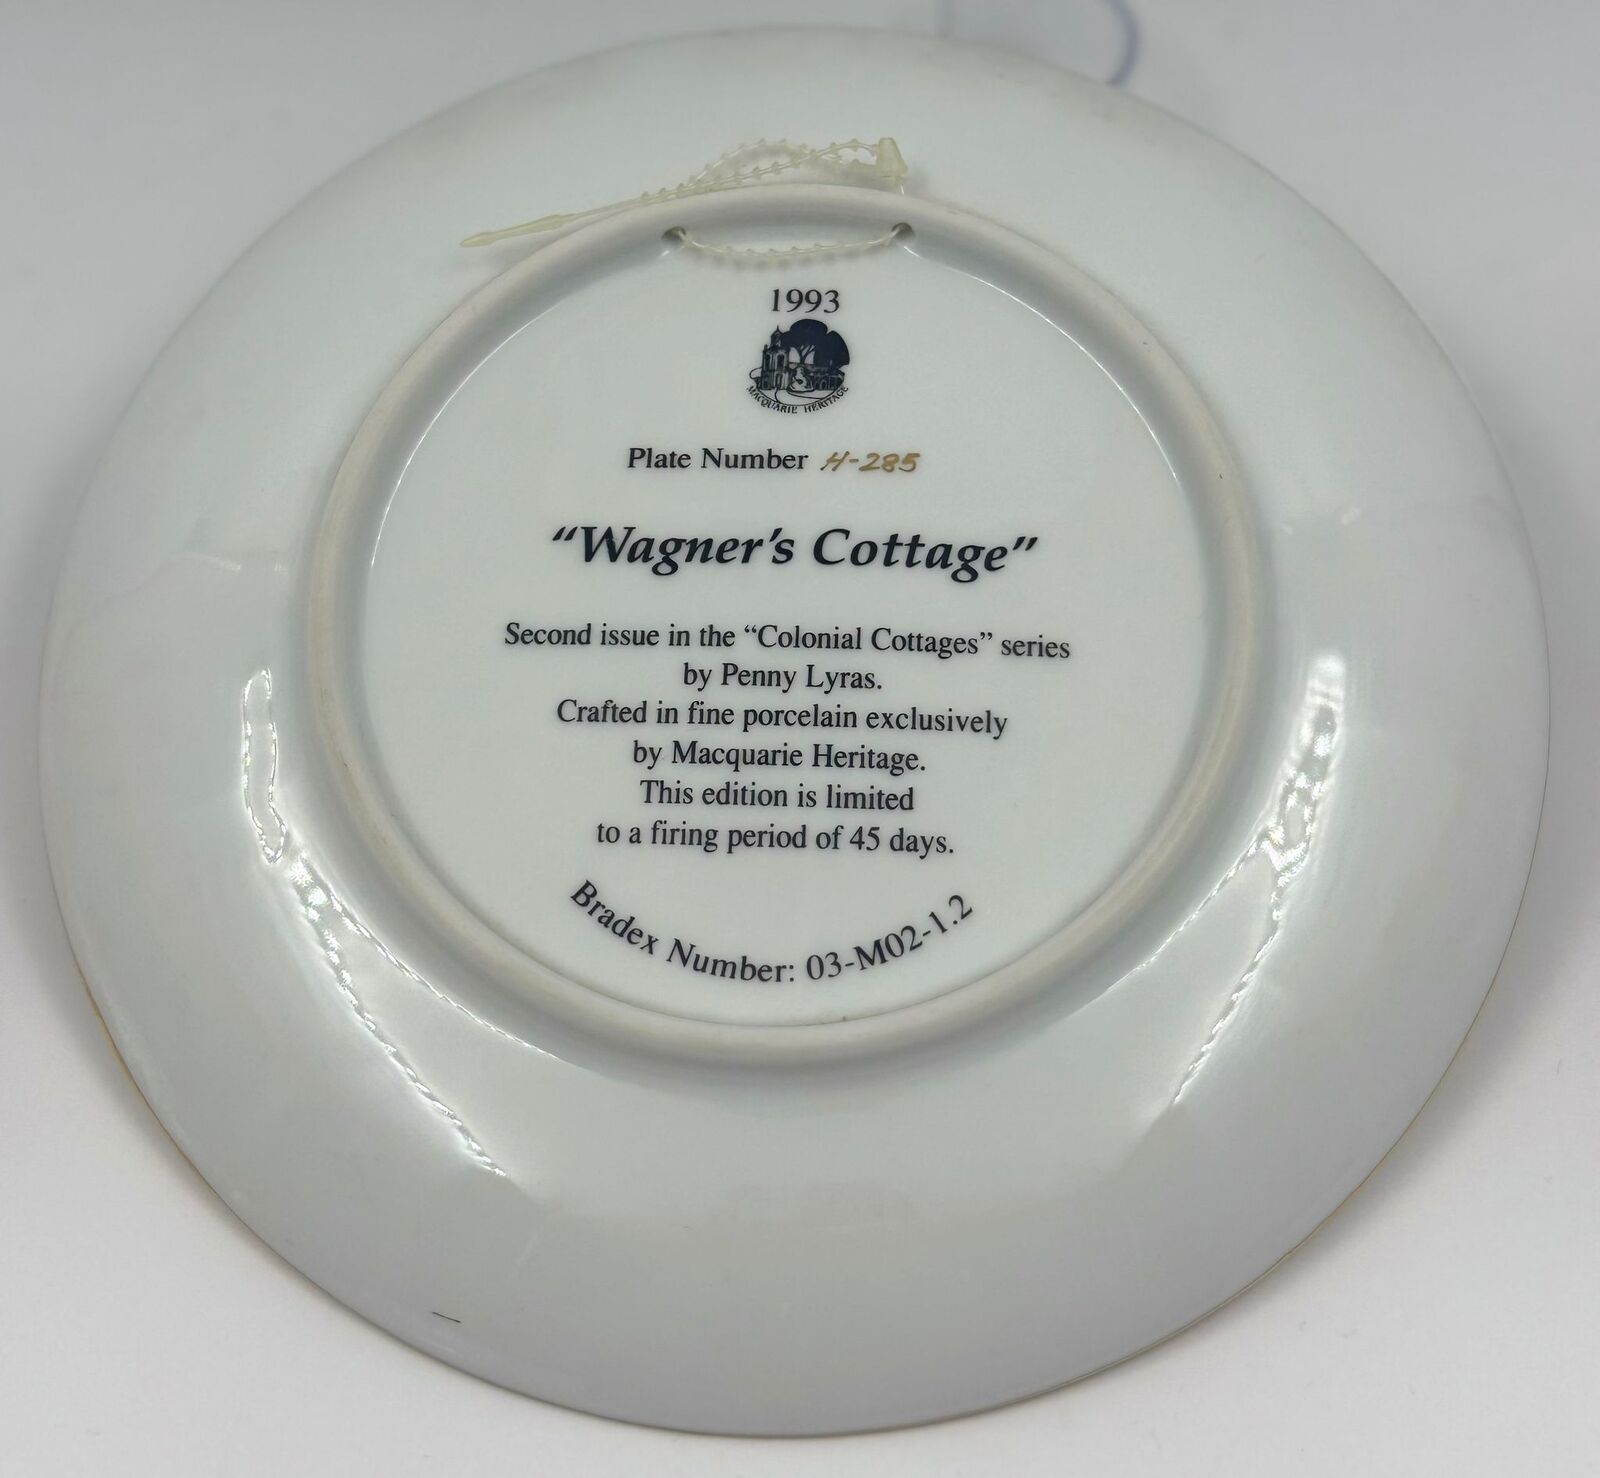 1993
MACQUARIE HERITAGE
Plate Number H-285
“Wagner’s Cottage”
Second issue in the “Colonial Cottages” series
by Penny Lyras.
Crafted in fine porcelain exclusively
by Macquarie Heritage.
This edition is limited
to a firing period of 45 days.
Bradex Number: 03-M02-1.2